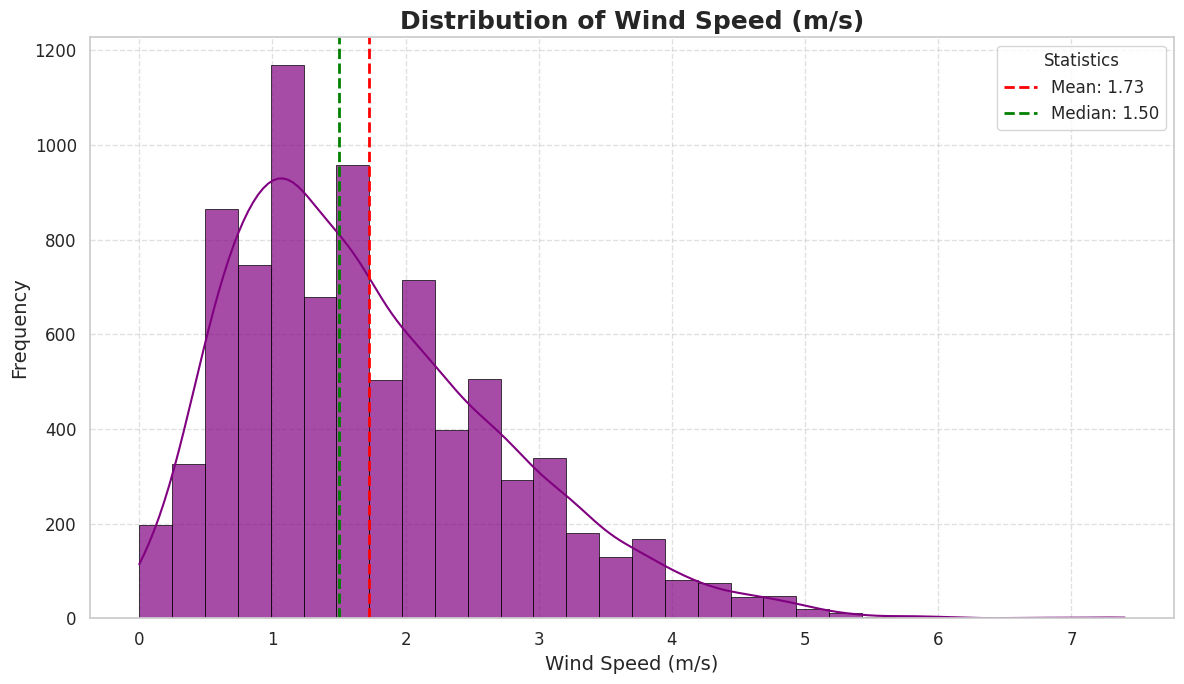 Distribution of Wind Speed (m/s)
Statistics
Mean: 1.73
Median: 1.50
Frequency
1200
1000
800
600
400
200
0
0 1 2 3 4 5 6 7
Wind Speed (m/s)